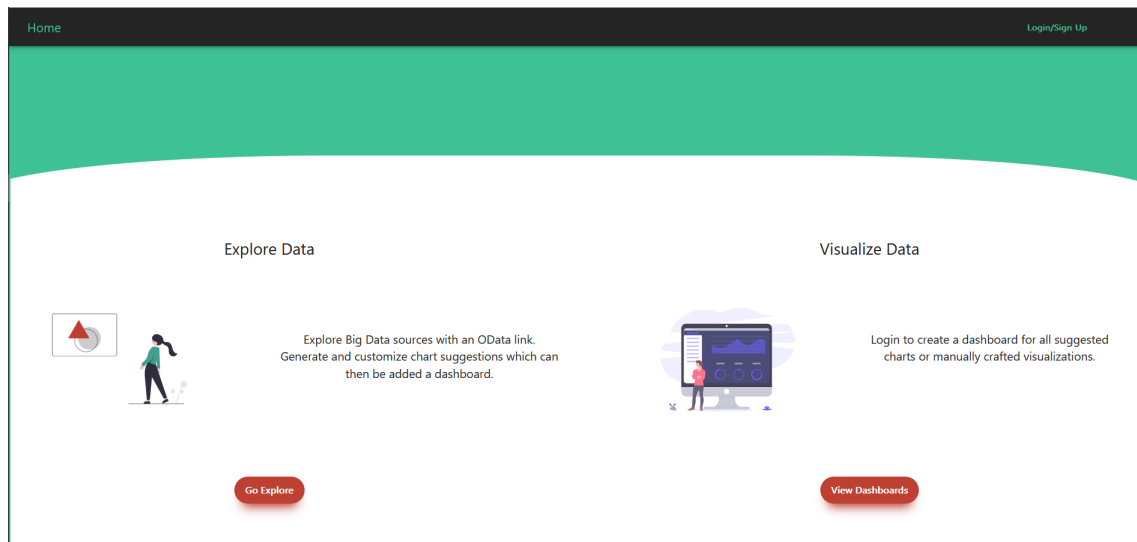 Home
Login/Sign Up
Explore Data
Explore Big Data sources with an OData link.
Generate and customize chart suggestions which can
then be added a dashboard.
Go Explore
Visualize Data
Login to create a dashboard for all suggested
charts or manually crafted visualizations.
View Dashboards